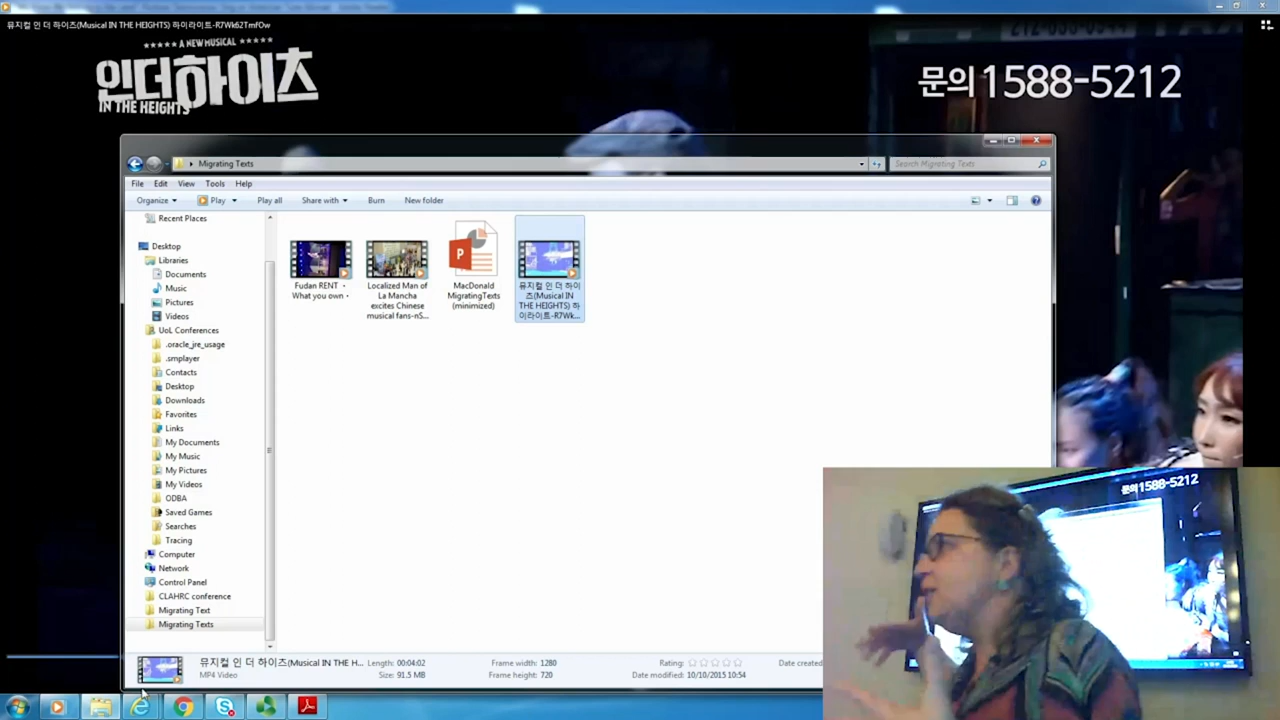 뮤지컬 인 더 하이츠(Musical IN THE HEIGHTS) 하이라이트-R7Wk62TmfOw
★★★★★ A NEW MUSICAL ★★★★★
인더하이츠
IN THE HEIGHTS
문의 1588-5212
Migrating Texts
Search Migrating Texts
File Edit View Tools Help
Organize Play Play all Share with Burn New folder
Recent Places
Desktop
Libraries
Documents
Music
Pictures
Videos
UoL Conferences
.oracle_jre_usage
.smplayer
Contacts
Desktop
Downloads
Favorites
Links
My Documents
My Music
My Pictures
My Videos
ODBA
Saved Games
Searches
Tracing
Computer
Network
Control Panel
CLAHRC conference
Migrating Text
Migrating Texts
Fudan RENT -
What you own -
Localized Man of
La Mancha
excites Chinese
musical fans-nS...
P
MacDonald
MigratingTexts
(minimized)
뮤지컬 인 더 하이
츠(Musical IN
THE HEIGHTS) 하
이라이트-R7Wk...
뮤지컬 인 더 하이츠(Musical IN THE H... Length: 00:04:02 Frame width: 1280 Rating: Date created
MP4 Video Size: 91.5 MB Frame height: 720 Date modified: 10/10/2015 10:54
문의 1588-5212